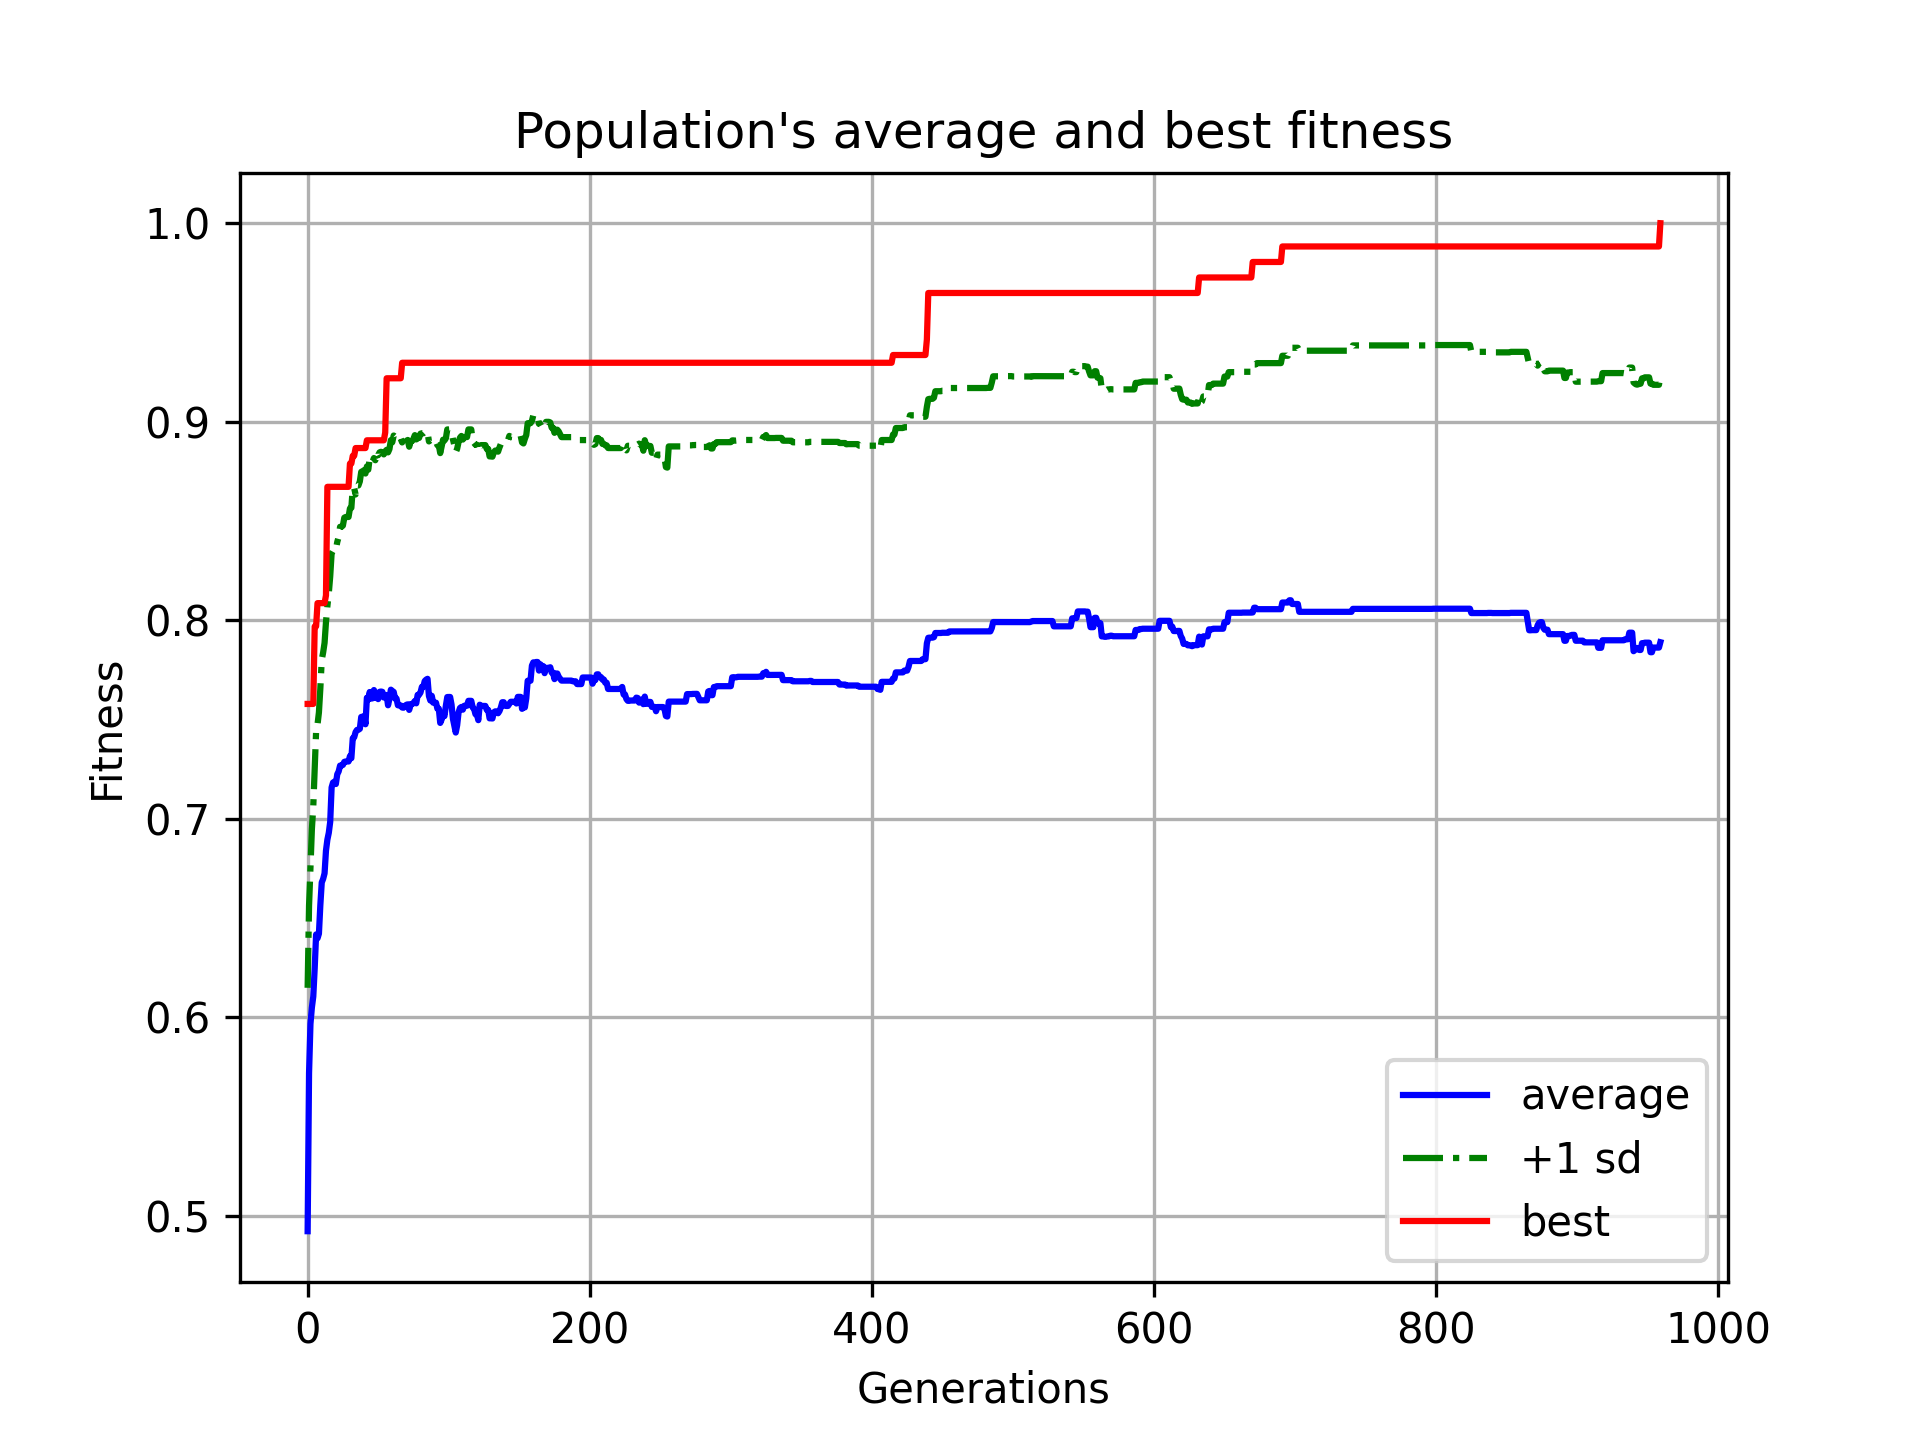 Population's average and best fitness
1.0
0.9
0.8
0.7
0.6
0.5
Fitness
average
+1 sd
best
0 200 400 600 800 1000
Generations